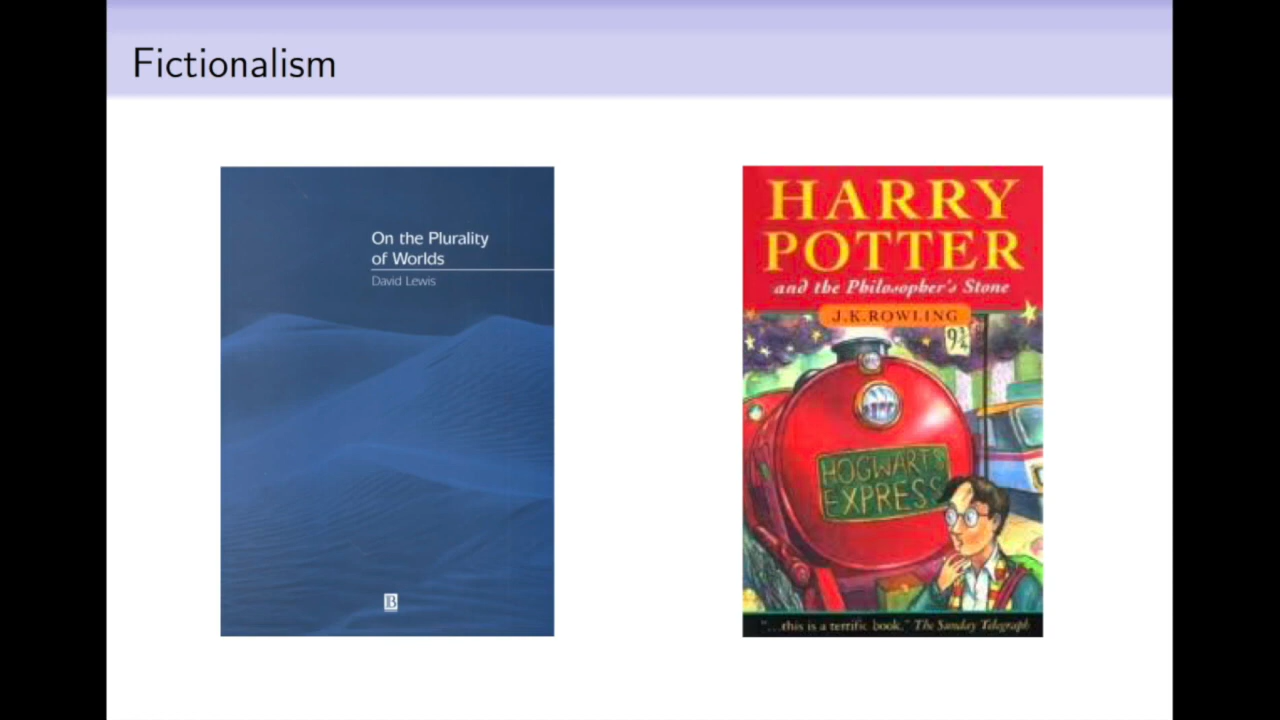 Fictionalism
On the Plurality
of Worlds
David Lewis
B
HARRY
POTTER
and the Philosopher's Stone
J.K.ROWLING
9¾
HOGWARTS
EXPRESS
"...this is a terrific book." The Sunday Telegraph